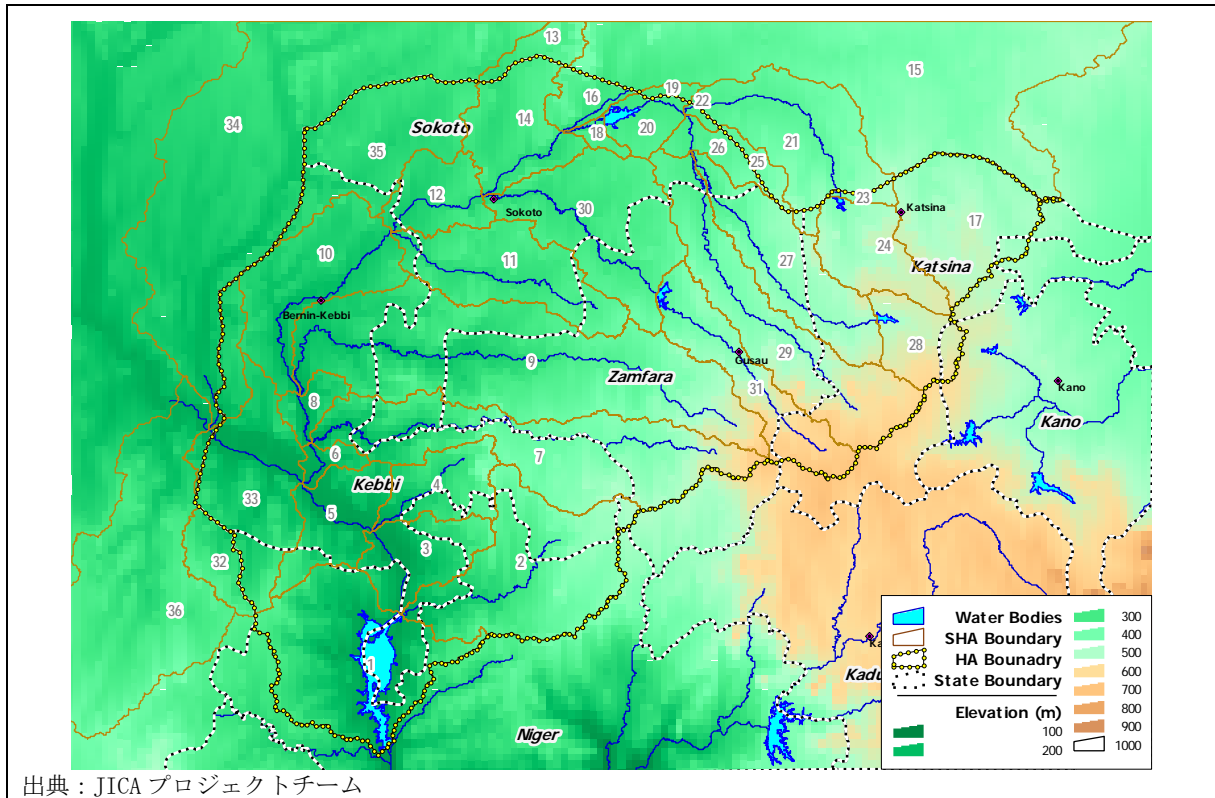 13
15
19
16
22
34
14
Sokoto
18
20
21
26
35
25
12
23
Sokoto
30
Katsina
17
24
10
11
27
Katsina
Bernin-Kebbi
28
29
9
Gusau
Zamfara
31
Kano
8
Kano
6
7
Kebbi
4
33
5
3
2
32
36
1
Niger
Ka
Kadu
Water Bodies
SHA Boundary
HA Bounadry
State Boundary
Elevation (m)
100
200
300
400
500
600
700
800
900
1000
出典：JICAプロジェクトチーム